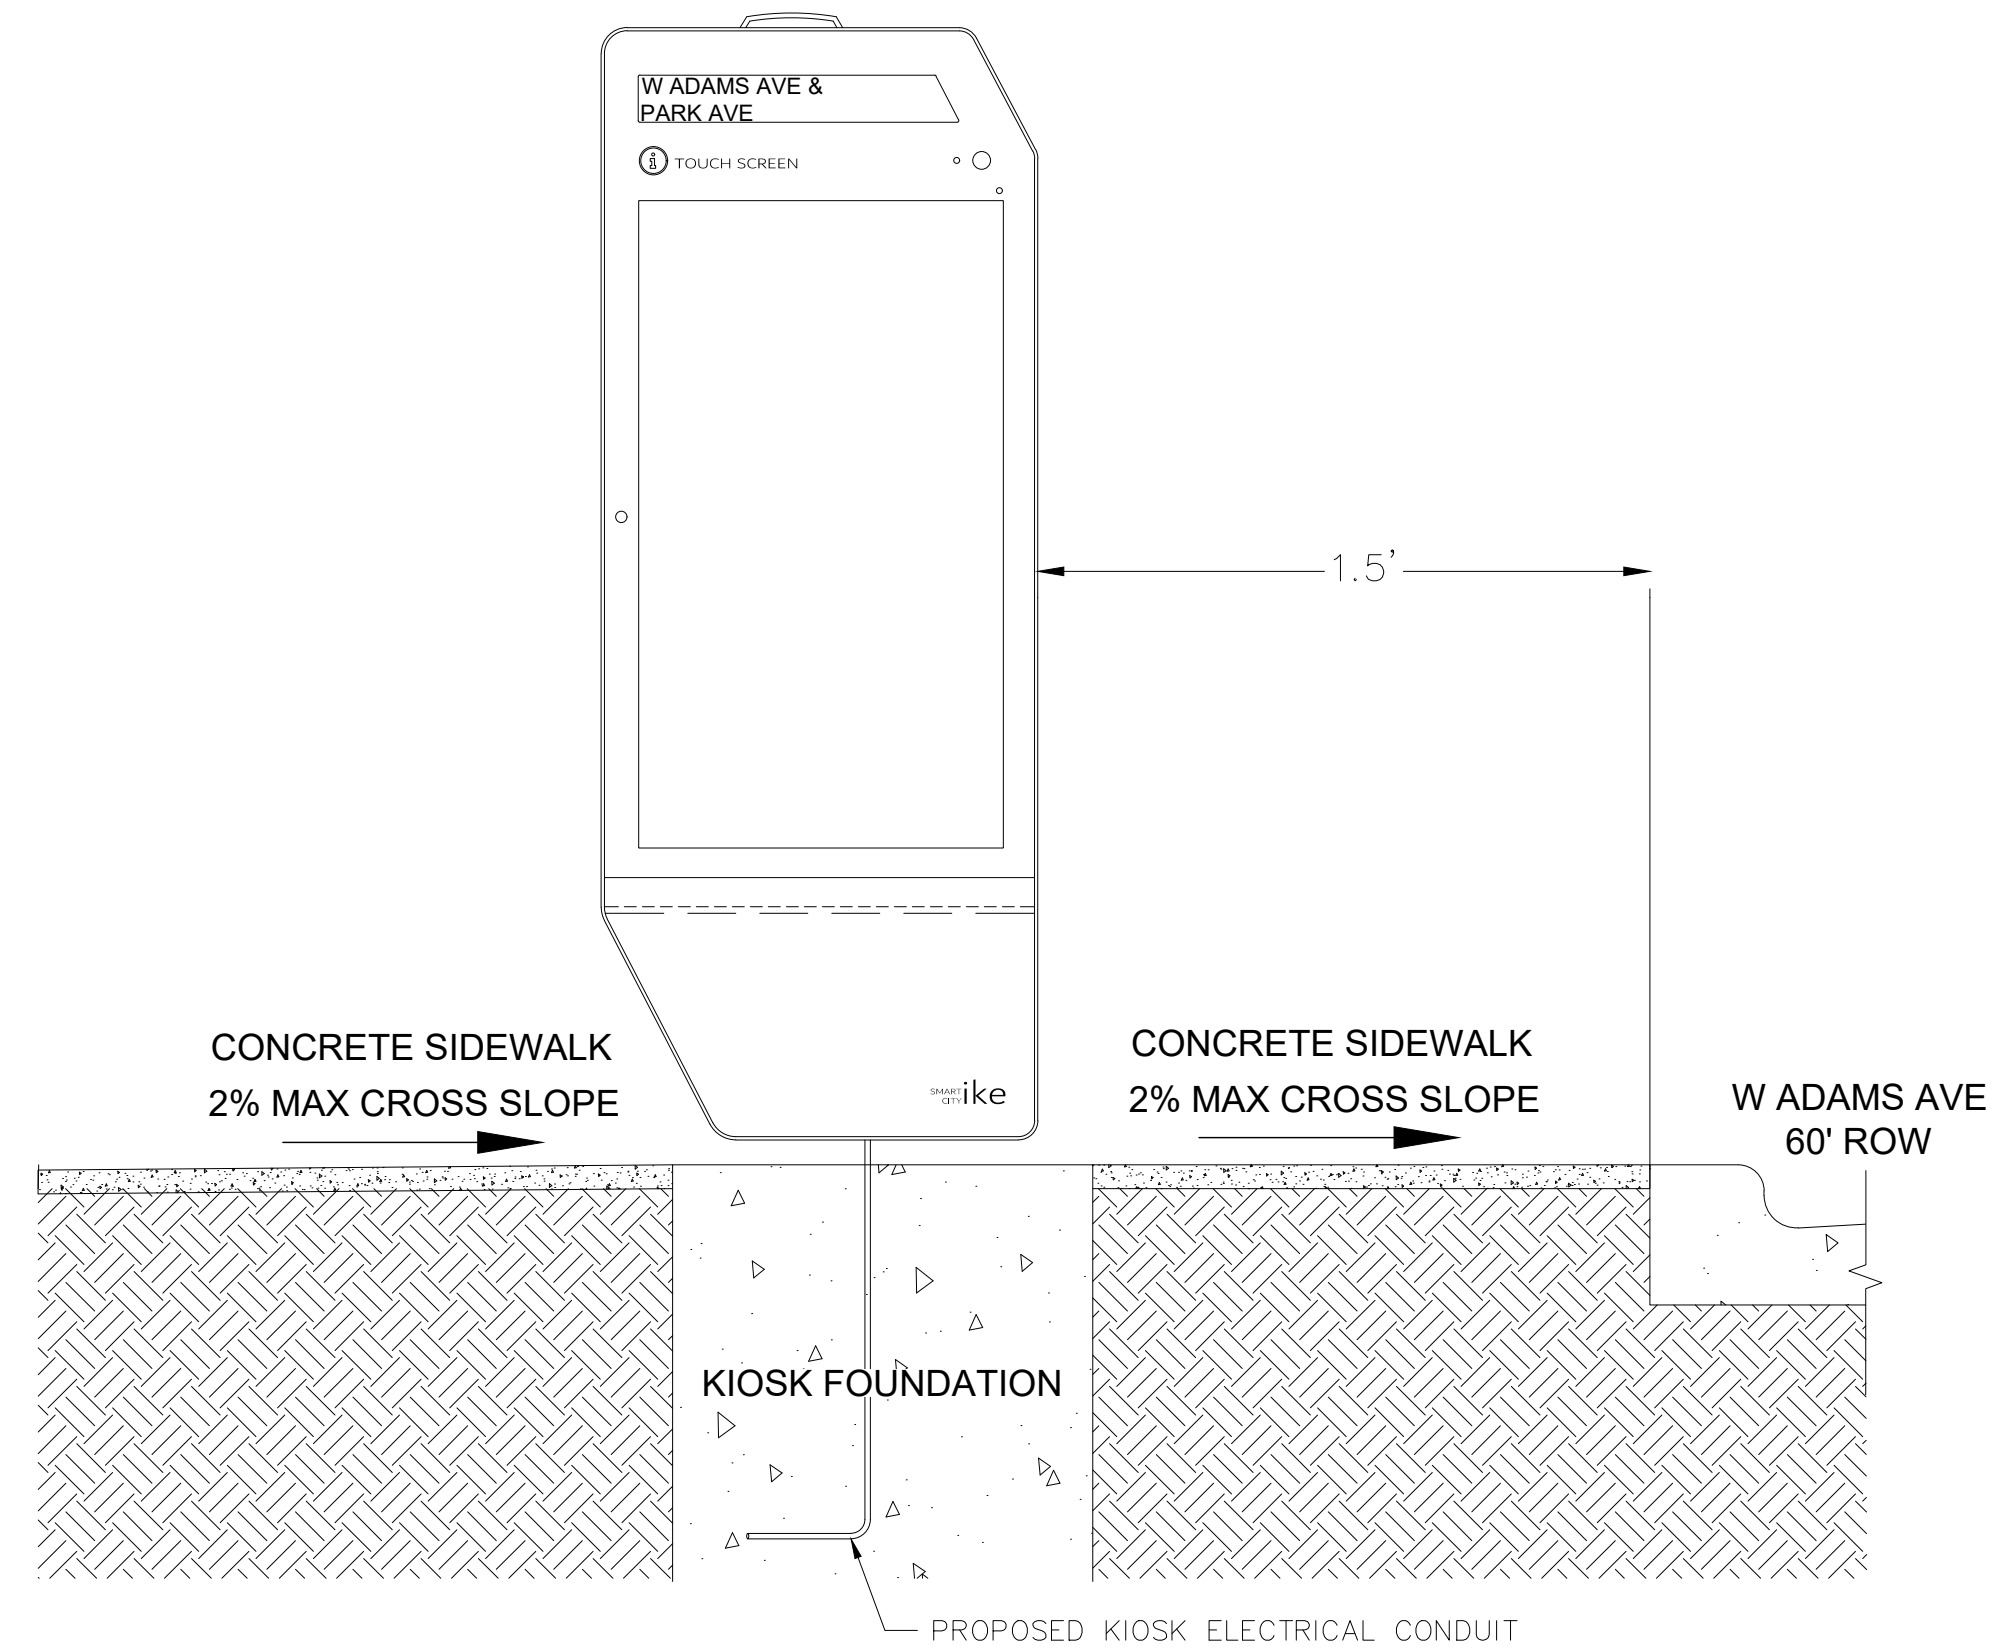 W ADAMS AVE &
PARK AVE
i TOUCH SCREEN
1.5'
CONCRETE SIDEWALK
2% MAX CROSS SLOPE
CONCRETE SIDEWALK
2% MAX CROSS SLOPE
SMART
CITY ike
W ADAMS AVE
60' ROW
KIOSK FOUNDATION
PROPOSED KIOSK ELECTRICAL CONDUIT